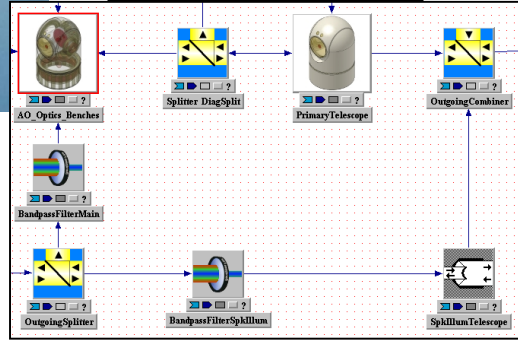 ?
?
?
?
AO_Optics_Benches
Splitter DiagSplit
PrimaryTelescope
OutgoingCombiner
?
BandpassFilterMain
?
?
?
OutgoingSplitter
BandpassFilterSpkIllum
SpkIllumTelescope